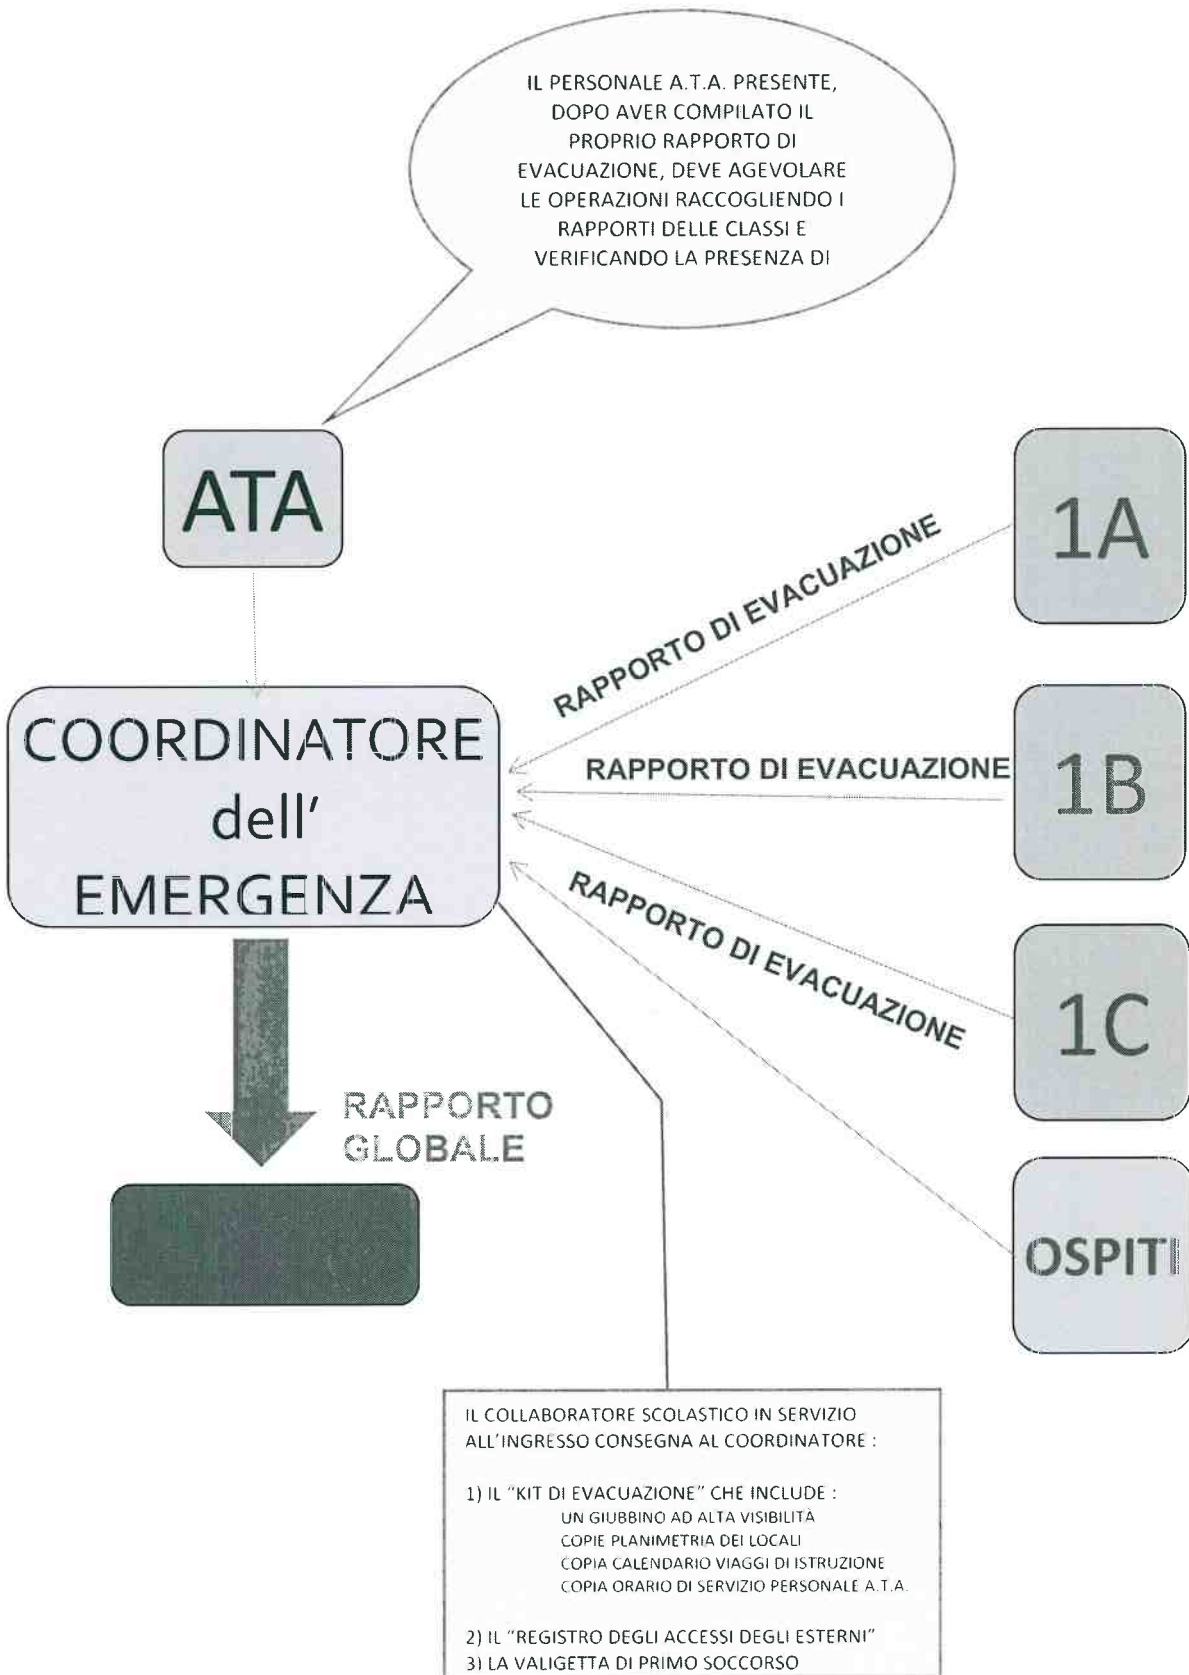 IL PERSONALE A.T.A. PRESENTE,
DOPO AVER COMPILATO IL
PROPRIO RAPPORTO DI
EVACUAZIONE, DEVE AGEVOLARE
LE OPERAZIONI RACCOGLIENDO I
RAPPORTI DELLE CLASSI E
VERIFICANDO LA PRESENZA DI
ATA
1A
RAPPORTO DI EVACUAZIONE
COORDINATORE
dell'
EMERGENZA
RAPPORTO DI EVACUAZIONE
1B
RAPPORTO DI EVACUAZIONE
1C
RAPPORTO
GLOBALE
OSPITI
IL COLLABORATORE SCOLASTICO IN SERVIZIO
ALL'INGRESSO CONSEGNA AL COORDINATORE :
1) IL "KIT DI EVACUAZIONE" CHE INCLUDE :
UN GIUBBINO AD ALTA VISIBILITÀ
COPIE PLANIMETRIA DEI LOCALI
COPIA CALENDARIO VIAGGI DI ISTRUZIONE
COPIA ORARIO DI SERVIZIO PERSONALE A.T.A.
2) IL "REGISTRO DEGLI ACCESSI DEGLI ESTERNI"
3) LA VALIGETTA DI PRIMO SOCCORSO